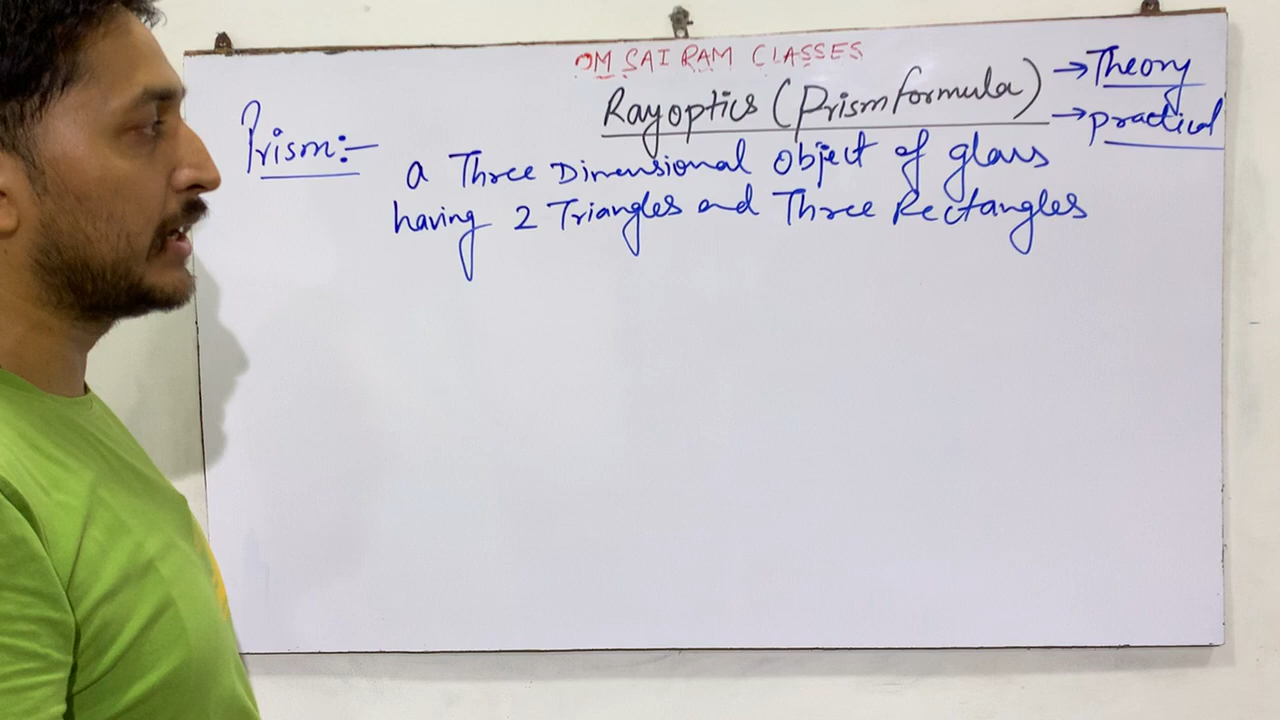 OM SAI RAM CLASSES
Rayoptics (Prism formula) → Theory
→ practical
Prism:-
a Three Dimensional object of glass
having 2 Triangles and Three Rectangles